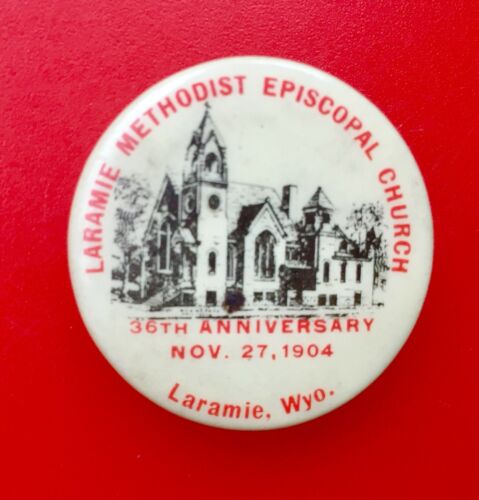 LARAMIE METHODIST EPISCOPAL CHURCH
36TH ANNIVERSARY
NOV. 27, 1904
Laramie, Wyo.